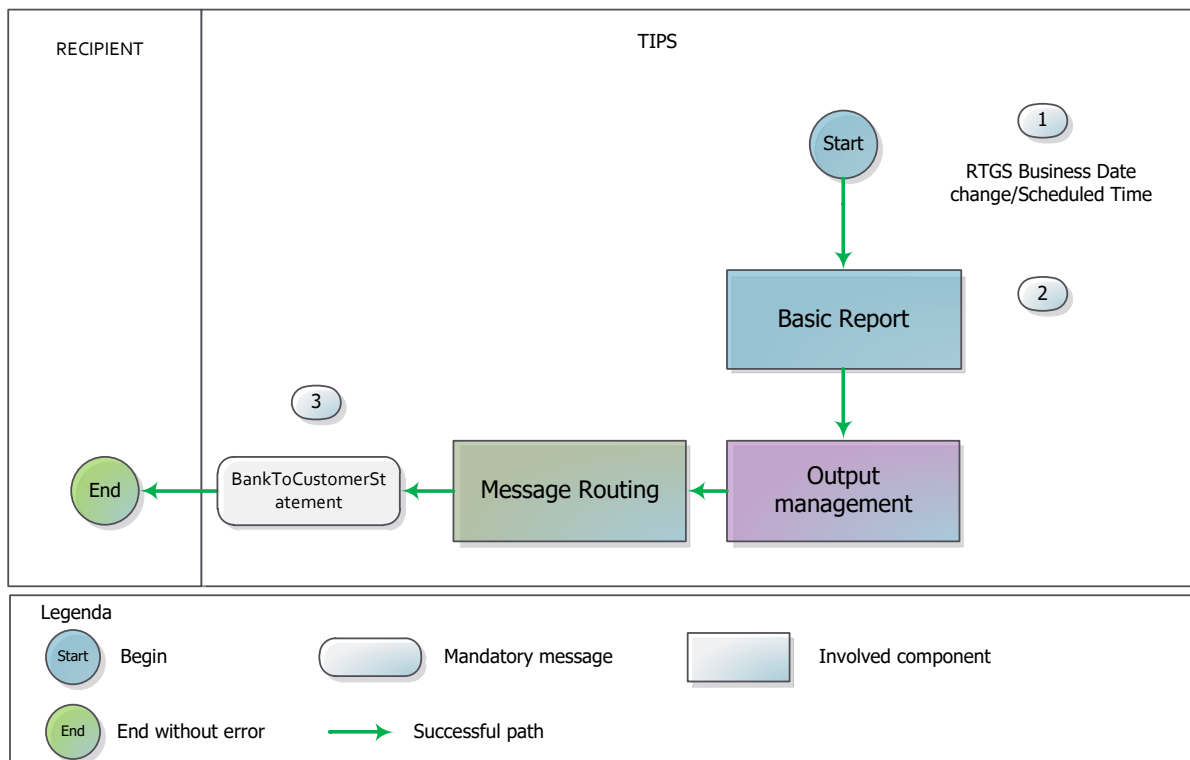 RECIPIENT
TIPS
Start
1
RTGS Business Date
change/Scheduled Time
Basic Report
2
3
End
BankToCustomerSt
atement
Message Routing
Output
management
Legenda
Start
Begin
Mandatory message
Involved component
End
End without error
Successful path